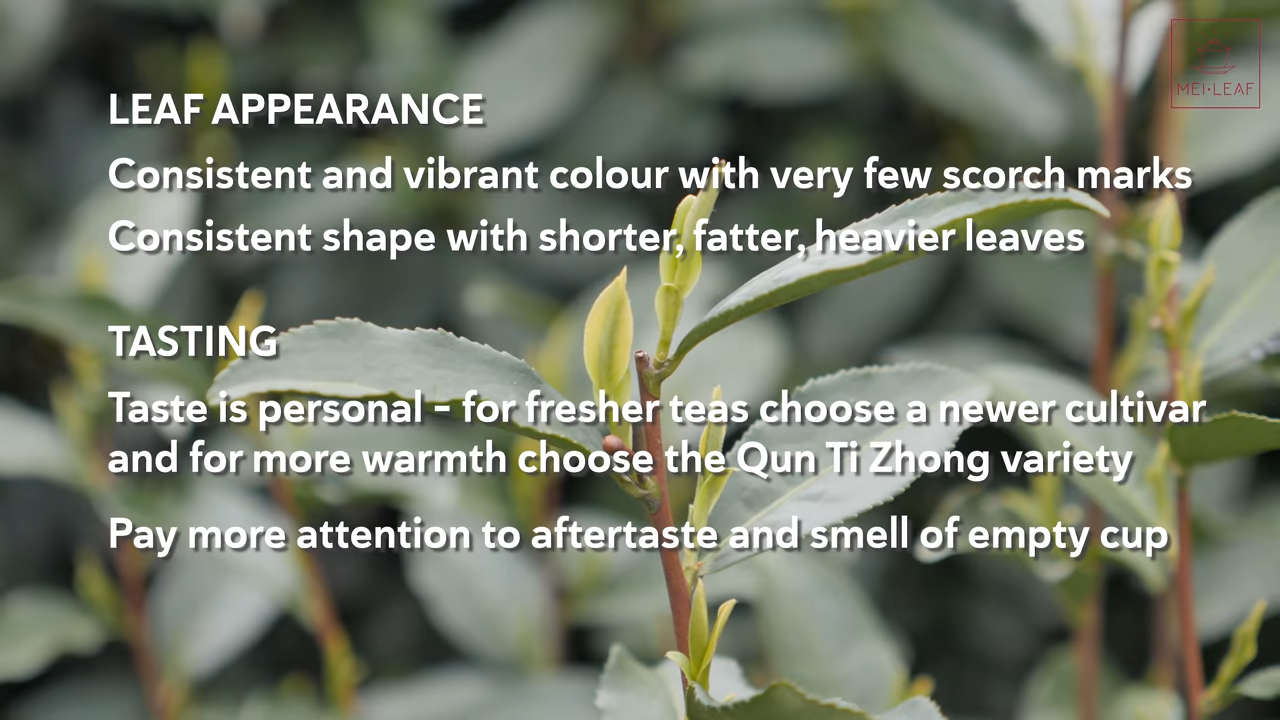 MEI·LEAF
LEAF APPEARANCE
Consistent and vibrant colour with very few scorch marks
Consistent shape with shorter, fatter, heavier leaves
TASTING
Taste is personal - for fresher teas choose a newer cultivar
and for more warmth choose the Qun Ti Zhong variety
Pay more attention to aftertaste and smell of empty cup